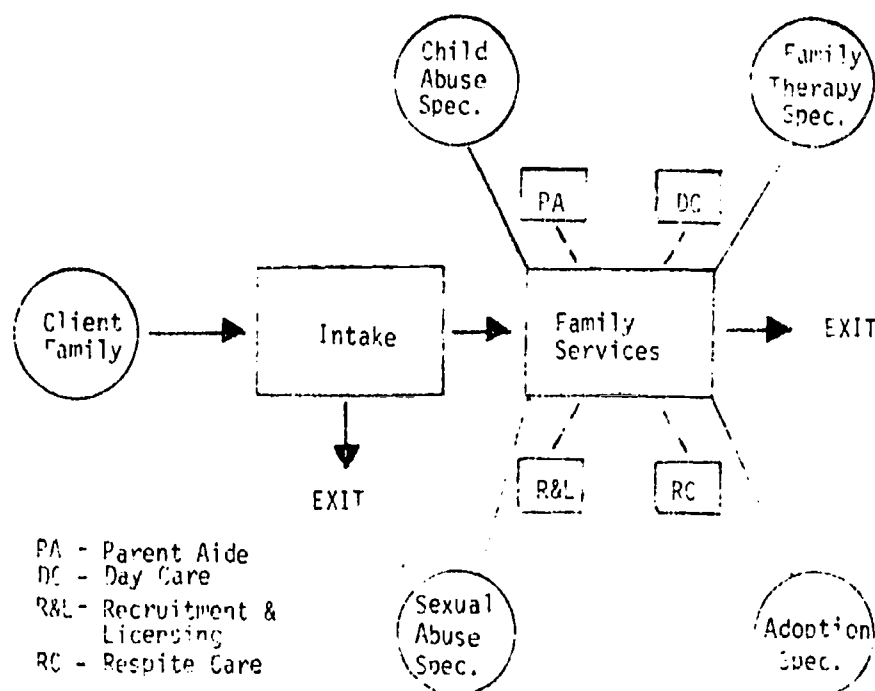 Child
Abuse
Spec.
Family
Therapy
Spec.
PA
DC
Client
Family
Intake
Family
Services
EXIT
EXIT
R&L
RC
PA - Parent Aide
DC - Day Care
R&L- Recruitment &
Licensing
RC - Respite Care
Sexual
Abuse
Spec.
Adoption
Spec.